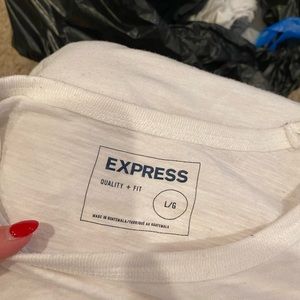 EXPRESS
QUALITY + FIT
L/G
MADE IN GUATEMALA/FABRIQUÉ AU GUATEMALA